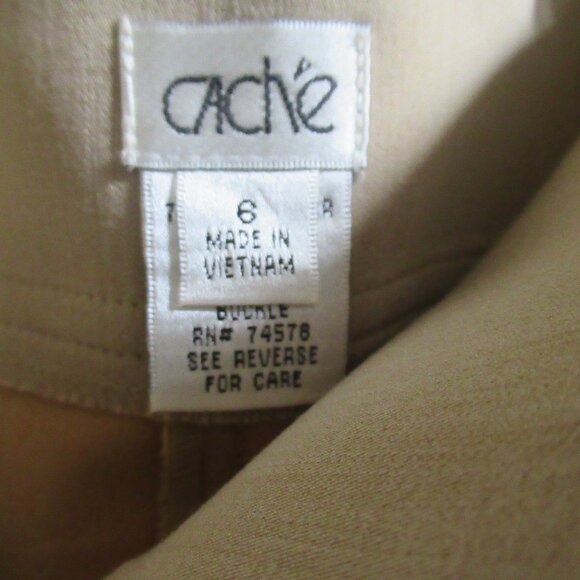 CACHé
6
MADE IN
VIETNAM
BUCKLE
RN# 74578
SEE REVERSE
FOR CARE